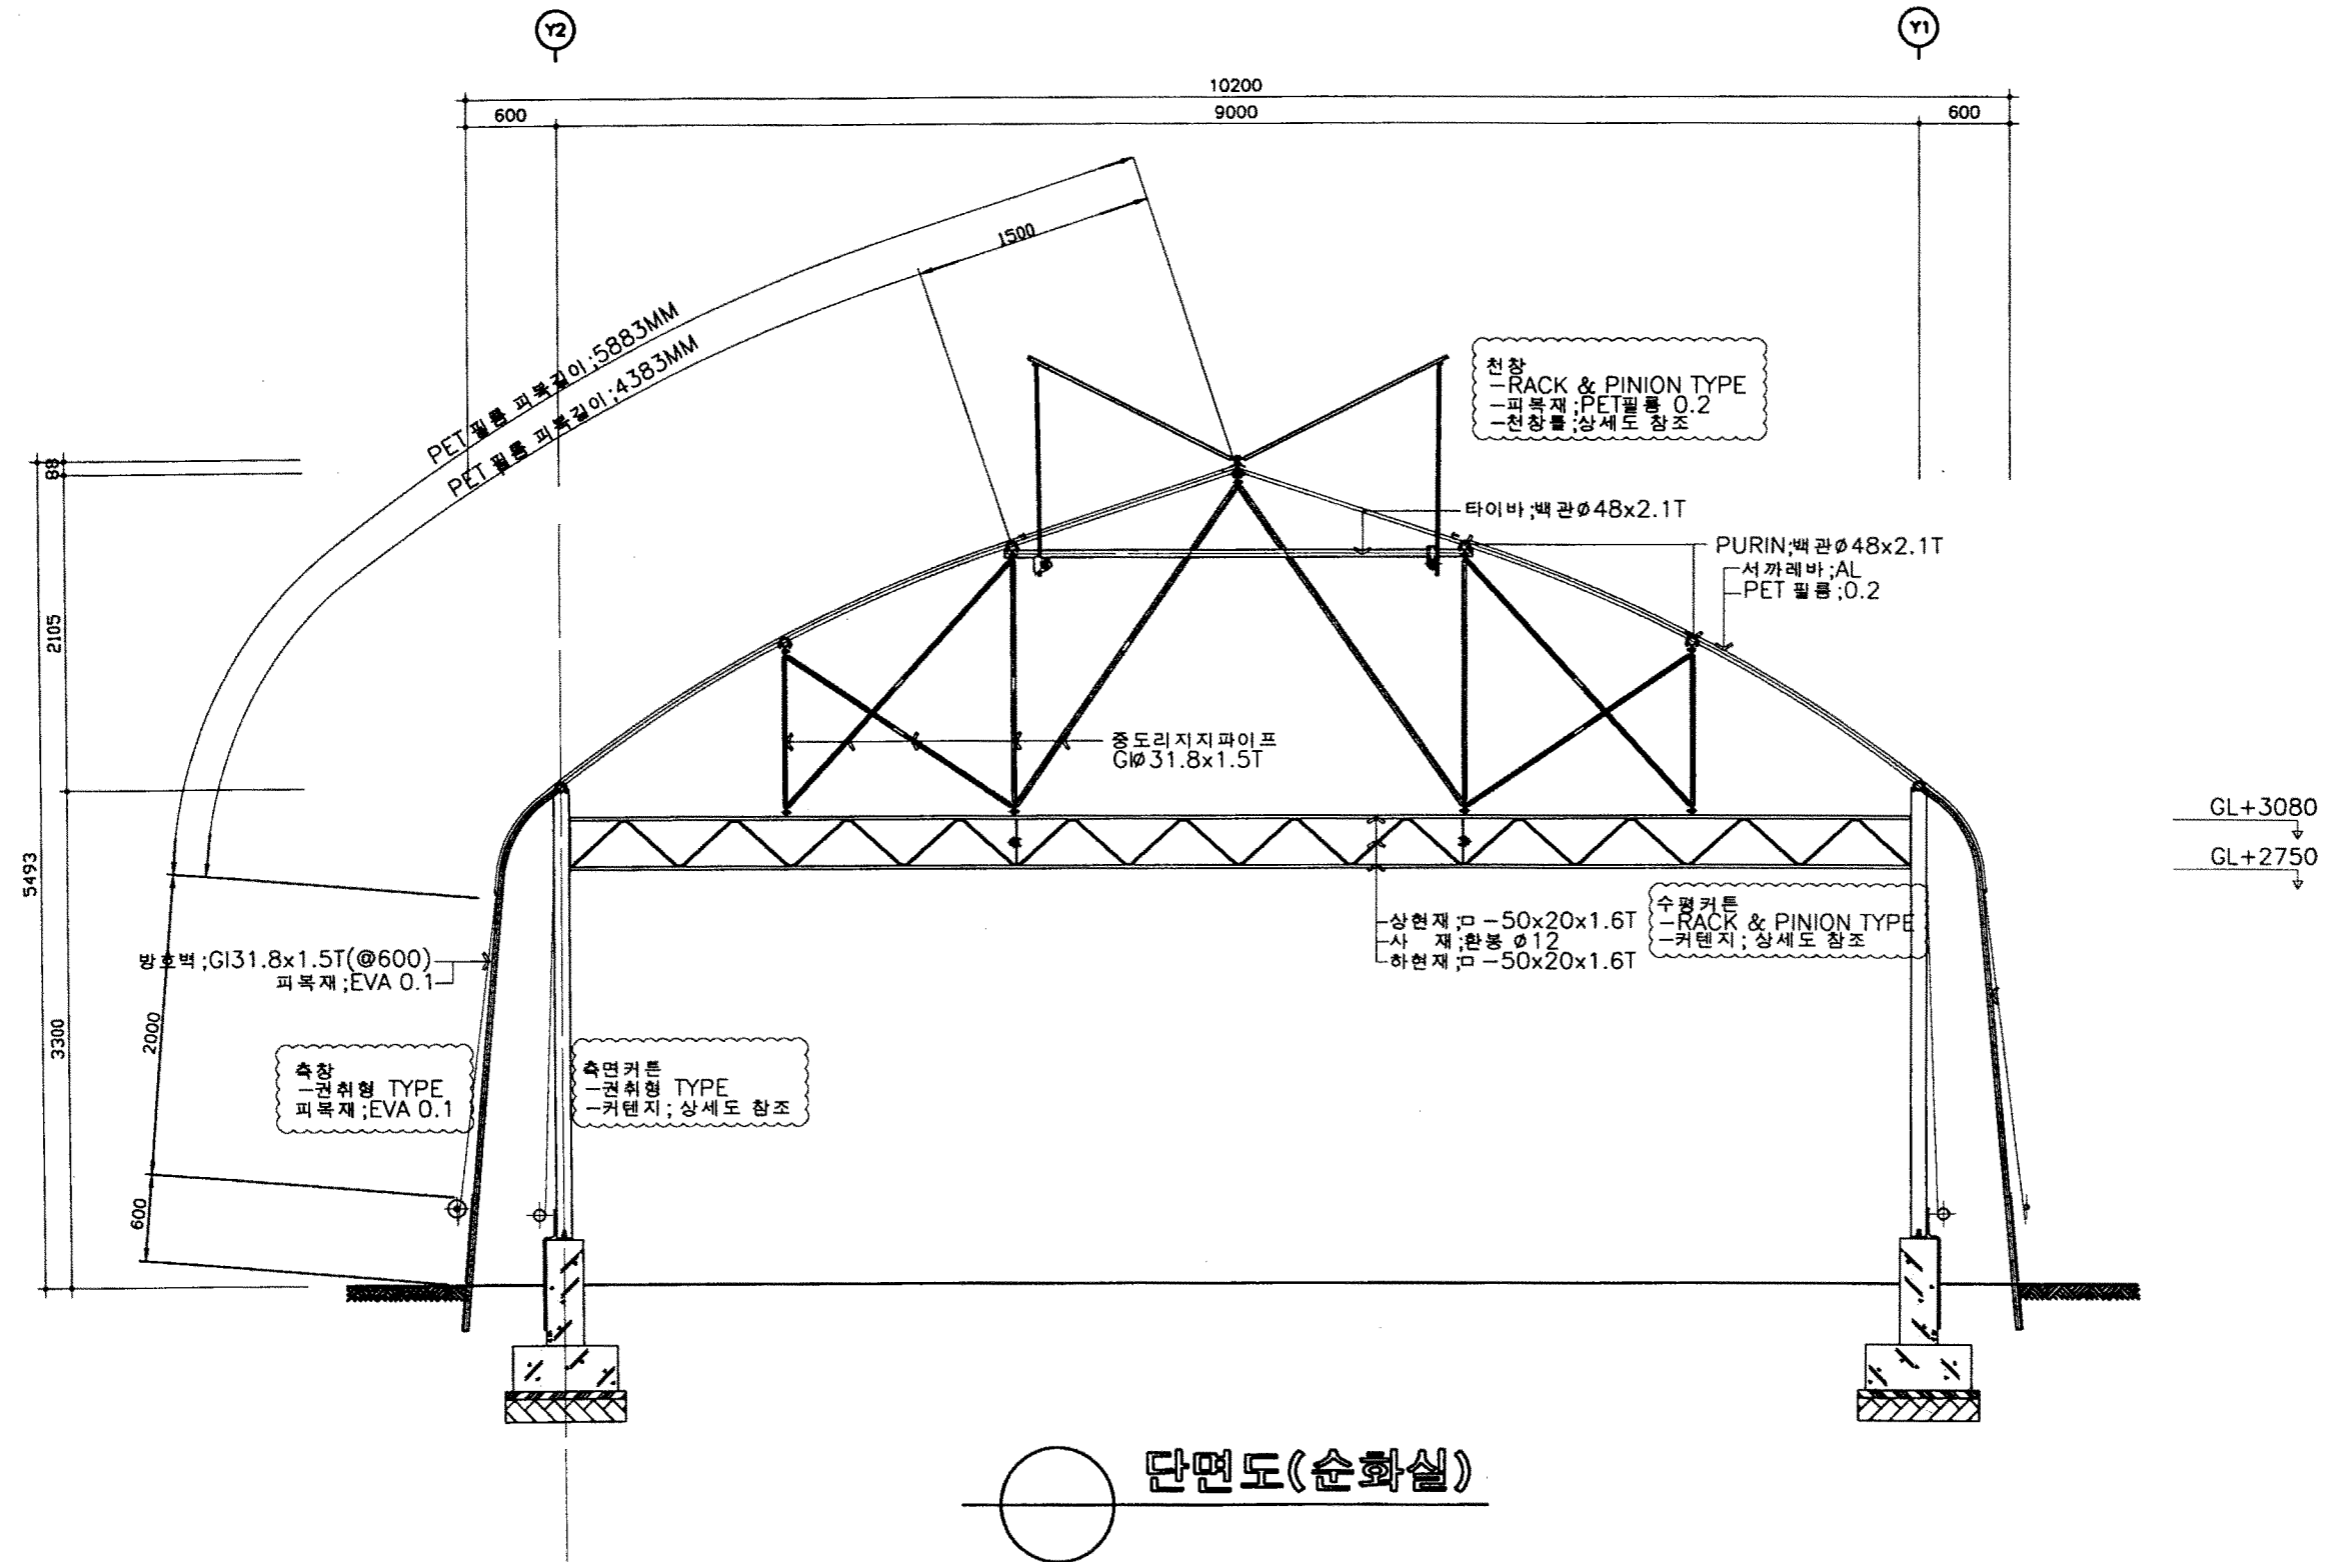 Y2
Y1
10200
600
9000
600
1500
PET 필름 피복길이;5883MM
PET 필름 피복길이;4383MM
천창
-RACK & PINION TYPE
-피복재;PET필름 0.2
-천창틀;상세도 참조
88
타이바;백관Ø48x2.1T
PURIN;백관Ø48x2.1T
서까레바;AL
PET 필름;0.2
2105
중도리지지파이프
GIØ31.8x1.5T
GL+3080
GL+2750
5493
상현재;ㅁ-50x20x1.6T
사 재;환봉 Ø12
하현재;ㅁ-50x20x1.6T
수평커튼
-RACK & PINION TYPE
-커텐지; 상세도 참조
방호벽;GI31.8x1.5T(@600)
피복재;EVA 0.1
2000
3300
측창
-권취형 TYPE
피복재;EVA 0.1
측면커튼
-권취형 TYPE
-커텐지; 상세도 참조
600
단면도(순화실)